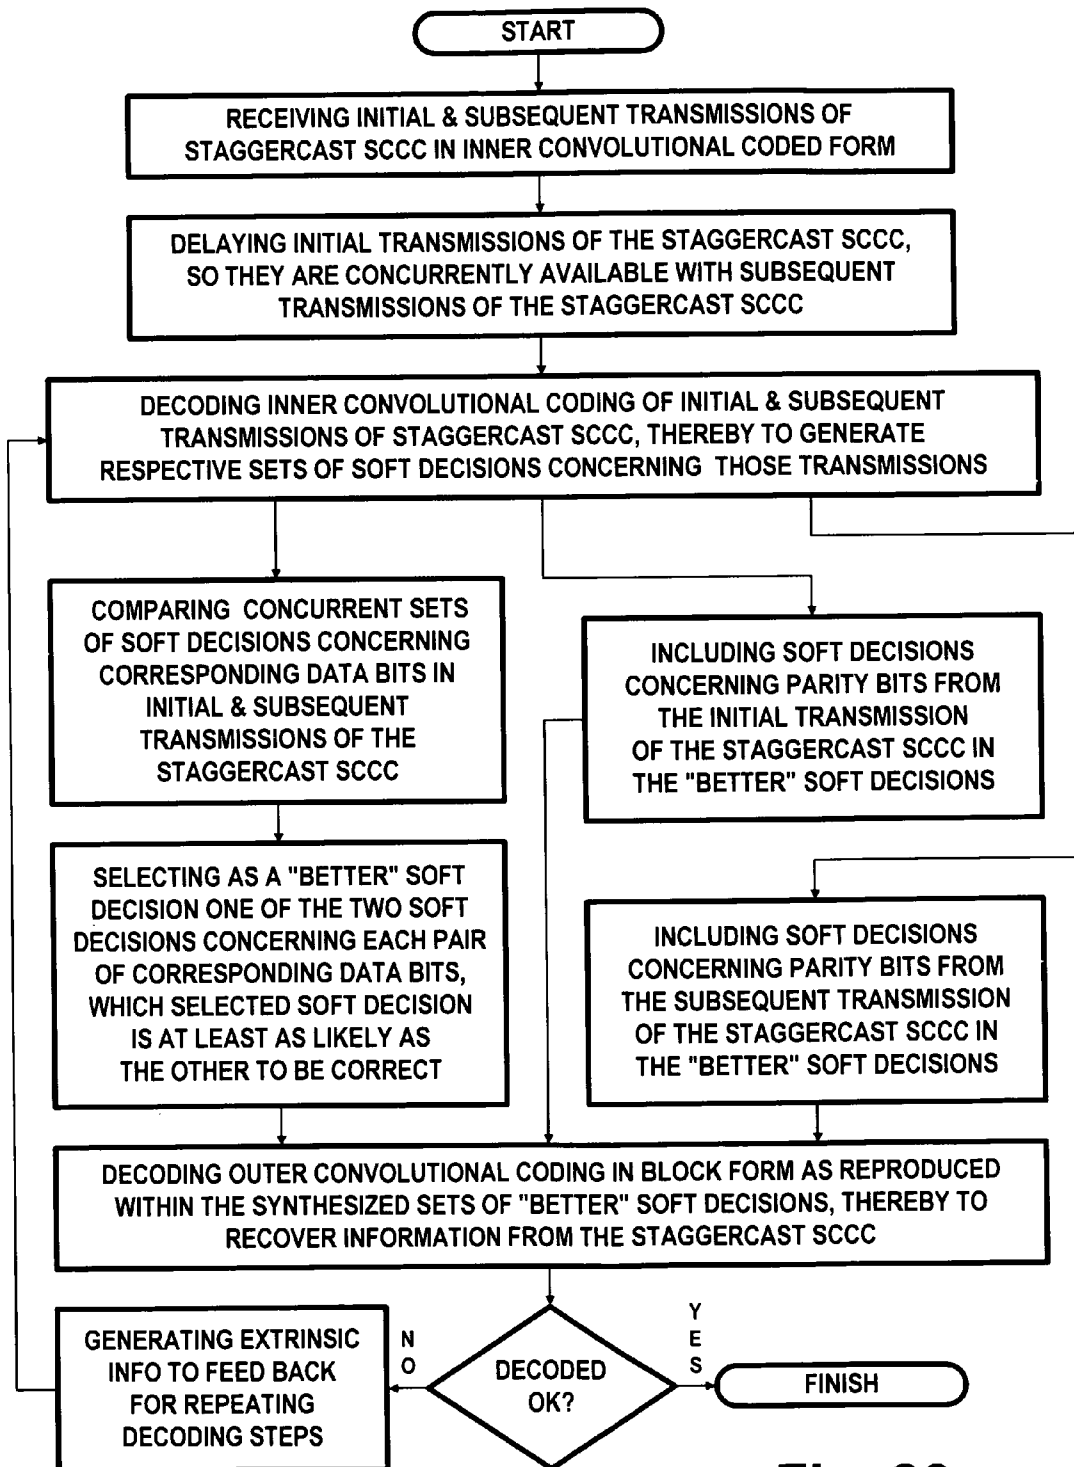 START
RECEIVING INITIAL & SUBSEQUENT TRANSMISSIONS OF
STAGGERCAST SCCC IN INNER CONVOLUTIONAL CODED FORM
DELAYING INITIAL TRANSMISSIONS OF THE STAGGERCAST SCCC,
SO THEY ARE CONCURRENTLY AVAILABLE WITH SUBSEQUENT
TRANSMISSIONS OF THE STAGGERCAST SCCC
DECODING INNER CONVOLUTIONAL CODING OF INITIAL & SUBSEQUENT
TRANSMISSIONS OF STAGGERCAST SCCC, THEREBY TO GENERATE
RESPECTIVE SETS OF SOFT DECISIONS CONCERNING THOSE TRANSMISSIONS
COMPARING CONCURRENT SETS
OF SOFT DECISIONS CONCERNING
CORRESPONDING DATA BITS IN
INITIAL & SUBSEQUENT
TRANSMISSIONS OF THE
STAGGERCAST SCCC
INCLUDING SOFT DECISIONS
CONCERNING PARITY BITS FROM
THE INITIAL TRANSMISSION
OF THE STAGGERCAST SCCC IN
THE "BETTER" SOFT DECISIONS
SELECTING AS A "BETTER" SOFT
DECISION ONE OF THE TWO SOFT
DECISIONS CONCERNING EACH PAIR
OF CORRESPONDING DATA BITS,
WHICH SELECTED SOFT DECISION
IS AT LEAST AS LIKELY AS
THE OTHER TO BE CORRECT
INCLUDING SOFT DECISIONS
CONCERNING PARITY BITS FROM
THE SUBSEQUENT TRANSMISSION
OF THE STAGGERCAST SCCC IN
THE "BETTER" SOFT DECISIONS
DECODING OUTER CONVOLUTIONAL CODING IN BLOCK FORM AS REPRODUCED
WITHIN THE SYNTHESIZED SETS OF "BETTER" SOFT DECISIONS, THEREBY TO
RECOVER INFORMATION FROM THE STAGGERCAST SCCC
GENERATING EXTRINSIC
INFO TO FEED BACK
FOR REPEATING
DECODING STEPS
NO
DECODED
OK?
YES
FINISH